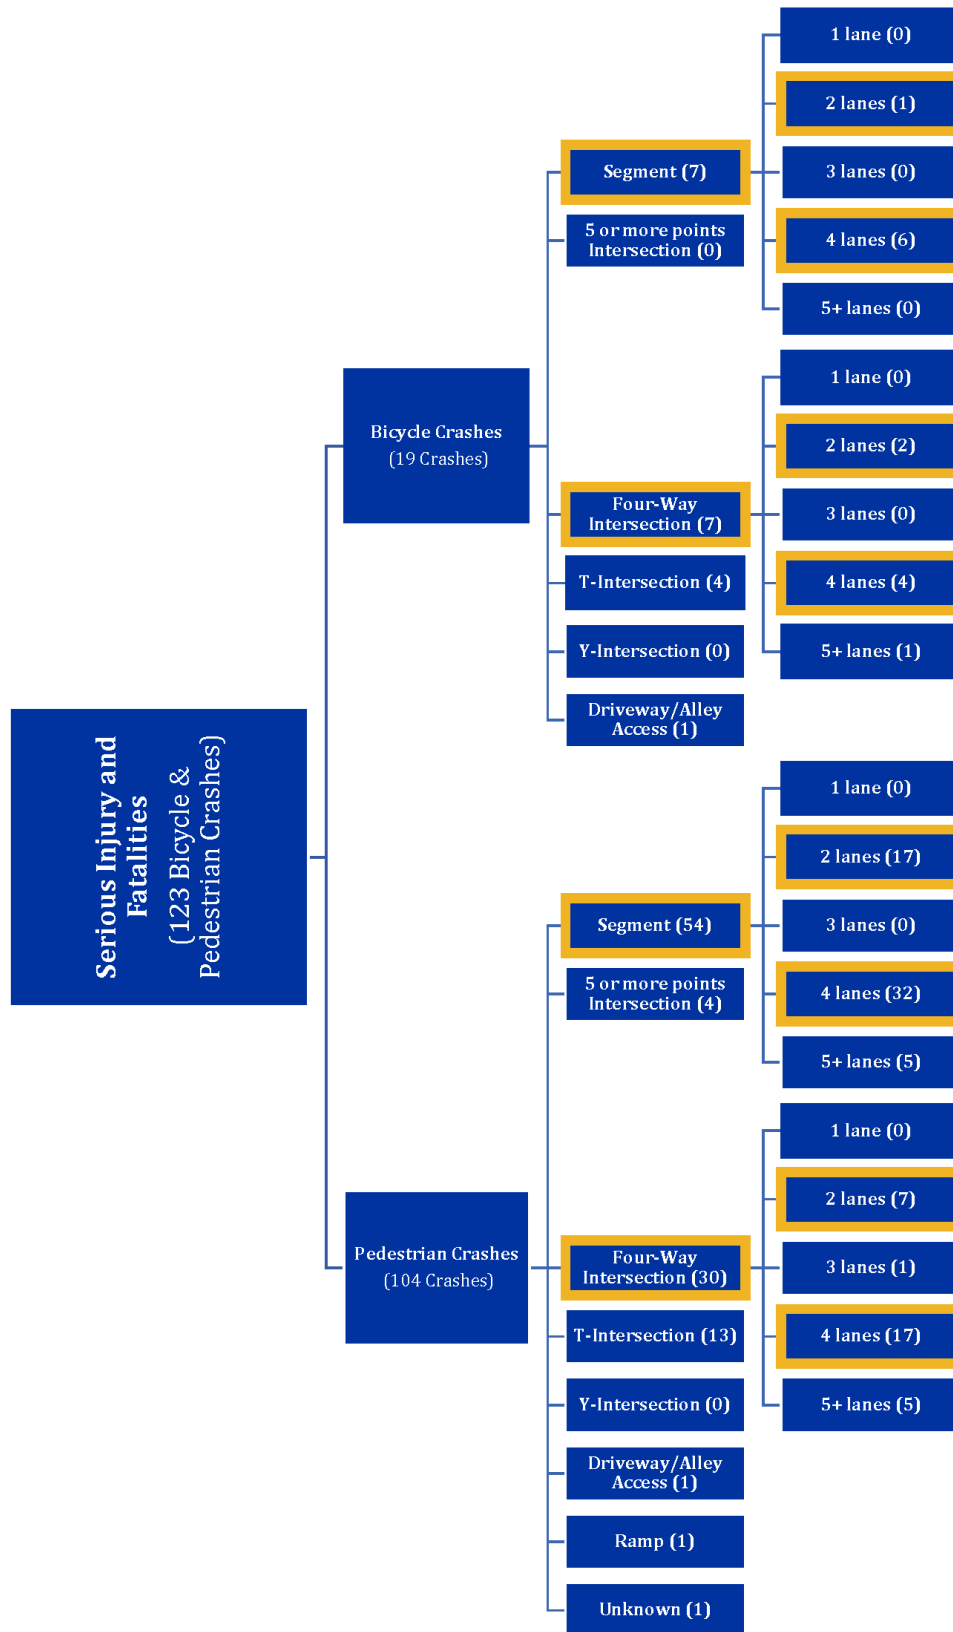 Serious Injury and
Fatalities
(123 Bicycle &
Pedestrian Crashes)
Bicycle Crashes
(19 Crashes)
Segment (7)
1 lane (0)
2 lanes (1)
3 lanes (0)
4 lanes (6)
5+ lanes (0)
5 or more points
Intersection (0)
Four-Way
Intersection (7)
1 lane (0)
2 lanes (2)
3 lanes (0)
4 lanes (4)
5+ lanes (1)
T-Intersection (4)
Y-Intersection (0)
Driveway/Alley
Access (1)
Pedestrian Crashes
(104 Crashes)
Segment (54)
1 lane (0)
2 lanes (17)
3 lanes (0)
4 lanes (32)
5+ lanes (5)
5 or more points
Intersection (4)
Four-Way
Intersection (30)
1 lane (0)
2 lanes (7)
3 lanes (1)
4 lanes (17)
5+ lanes (5)
T-Intersection (13)
Y-Intersection (0)
Driveway/Alley
Access (1)
Ramp (1)
Unknown (1)